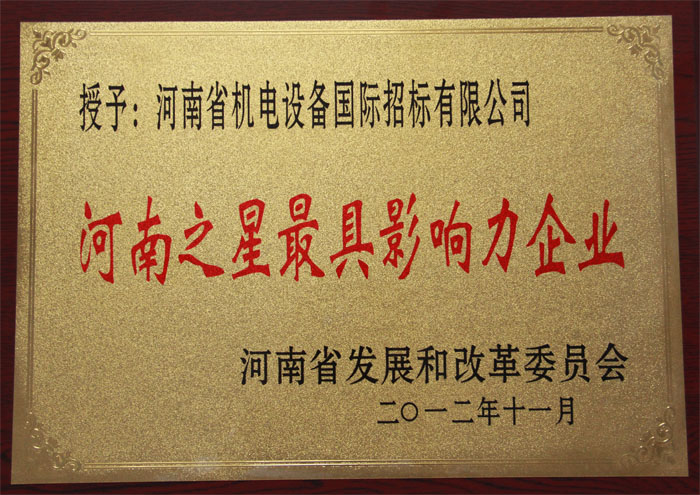 授予：河南省机电设备国际招标有限公司
河南之星最具影响力企业
河南省发展和改革委员会
二〇一二年十一月